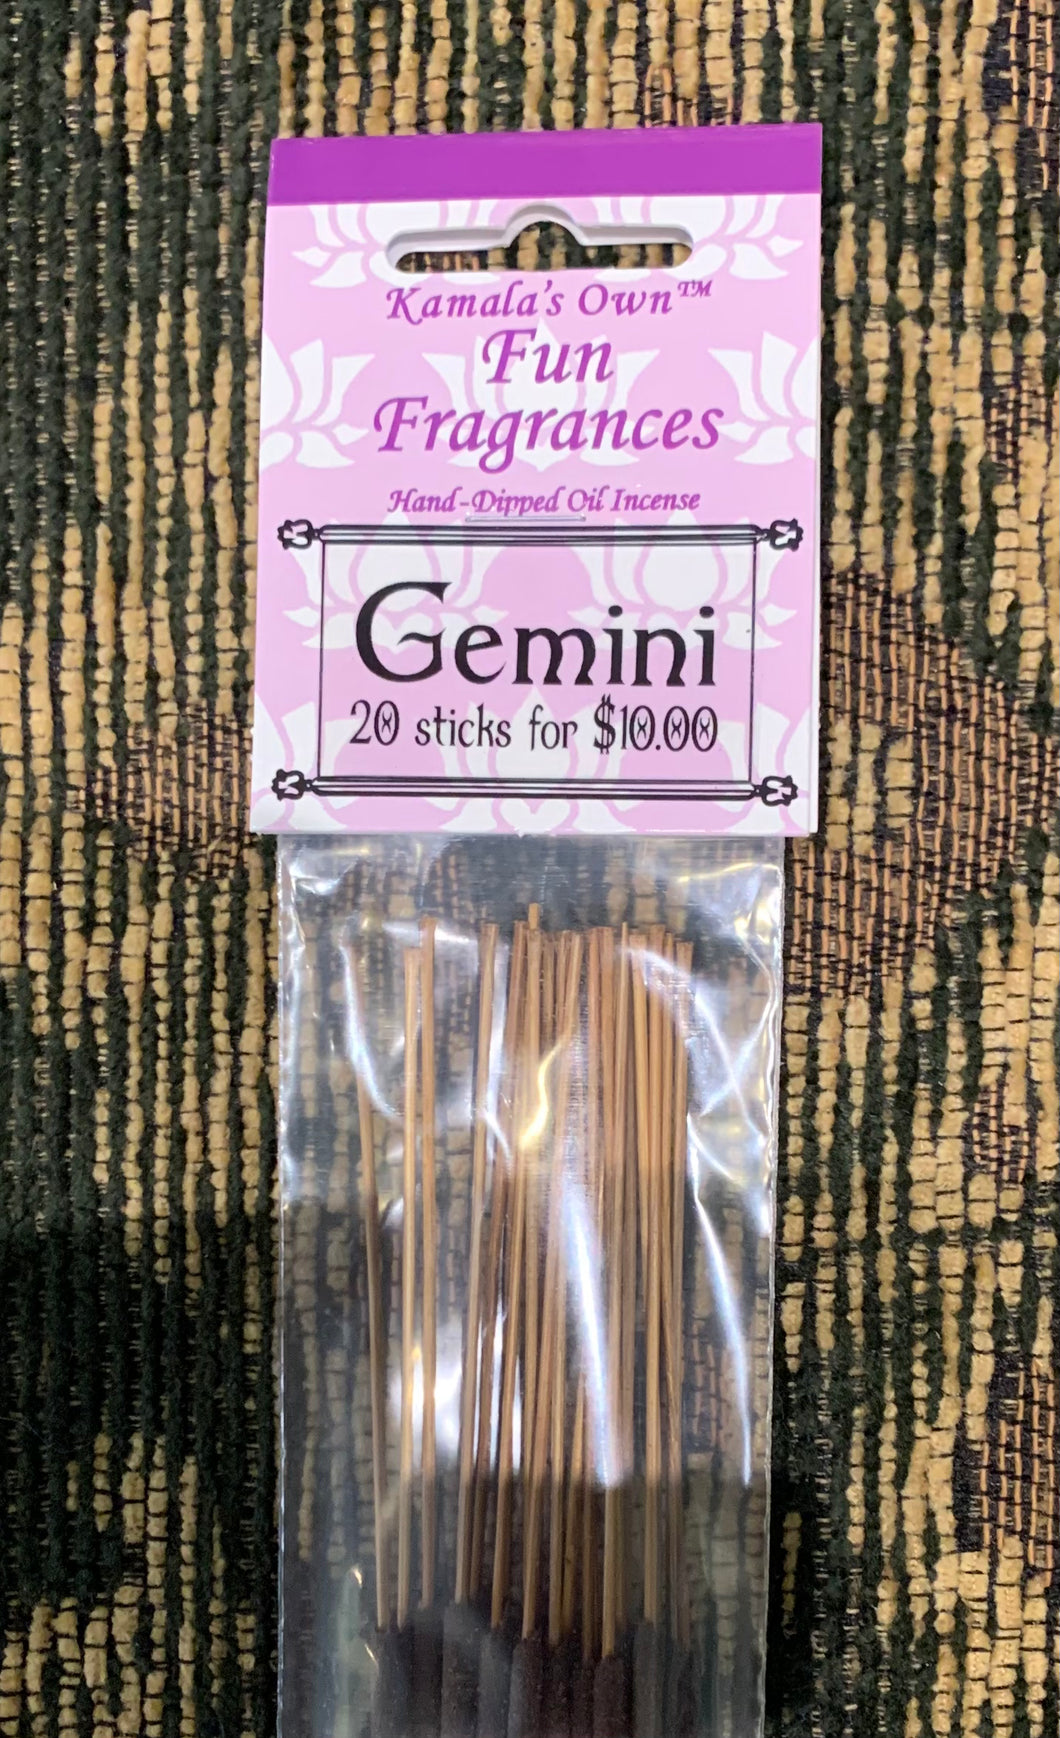 Kamala's Own™
Fun
Fragrances
Hand-Dipped Oil Incense
Gemini
20 sticks for $10.00